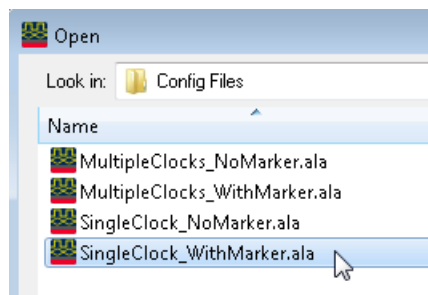 Open
Look in: Config Files
Name
MultipleClocks_NoMarker.ala
MultipleClocks_WithMarker.ala
SingleClock_NoMarker.ala
SingleClock_WithMarker.ala